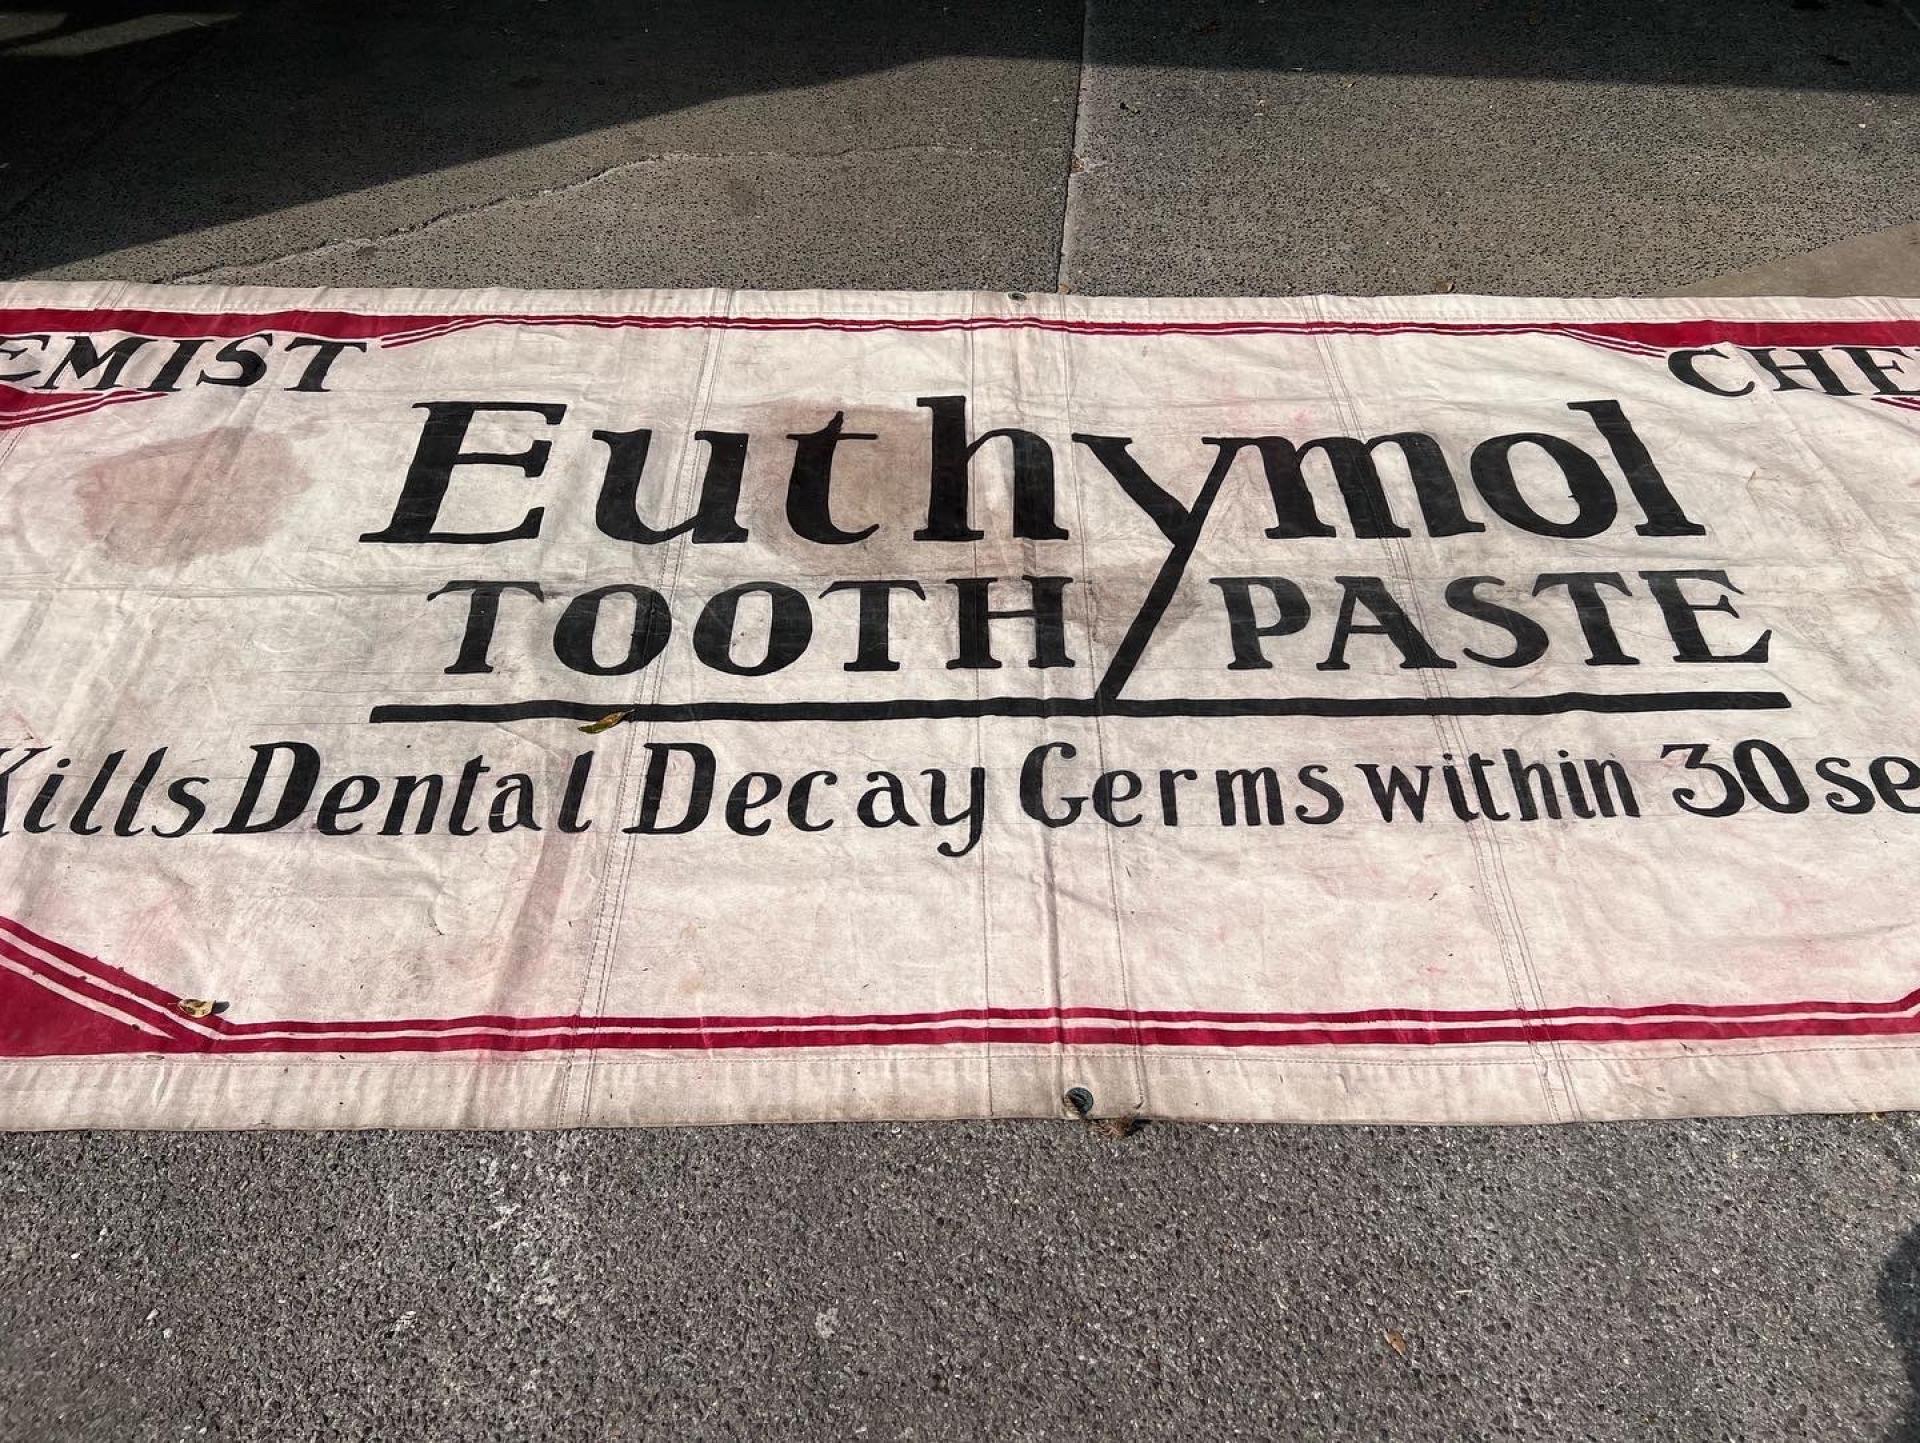 EMIST
CHE
Euthymol
TOOTH PASTE
Kills Dental Decay Germs within 30 se